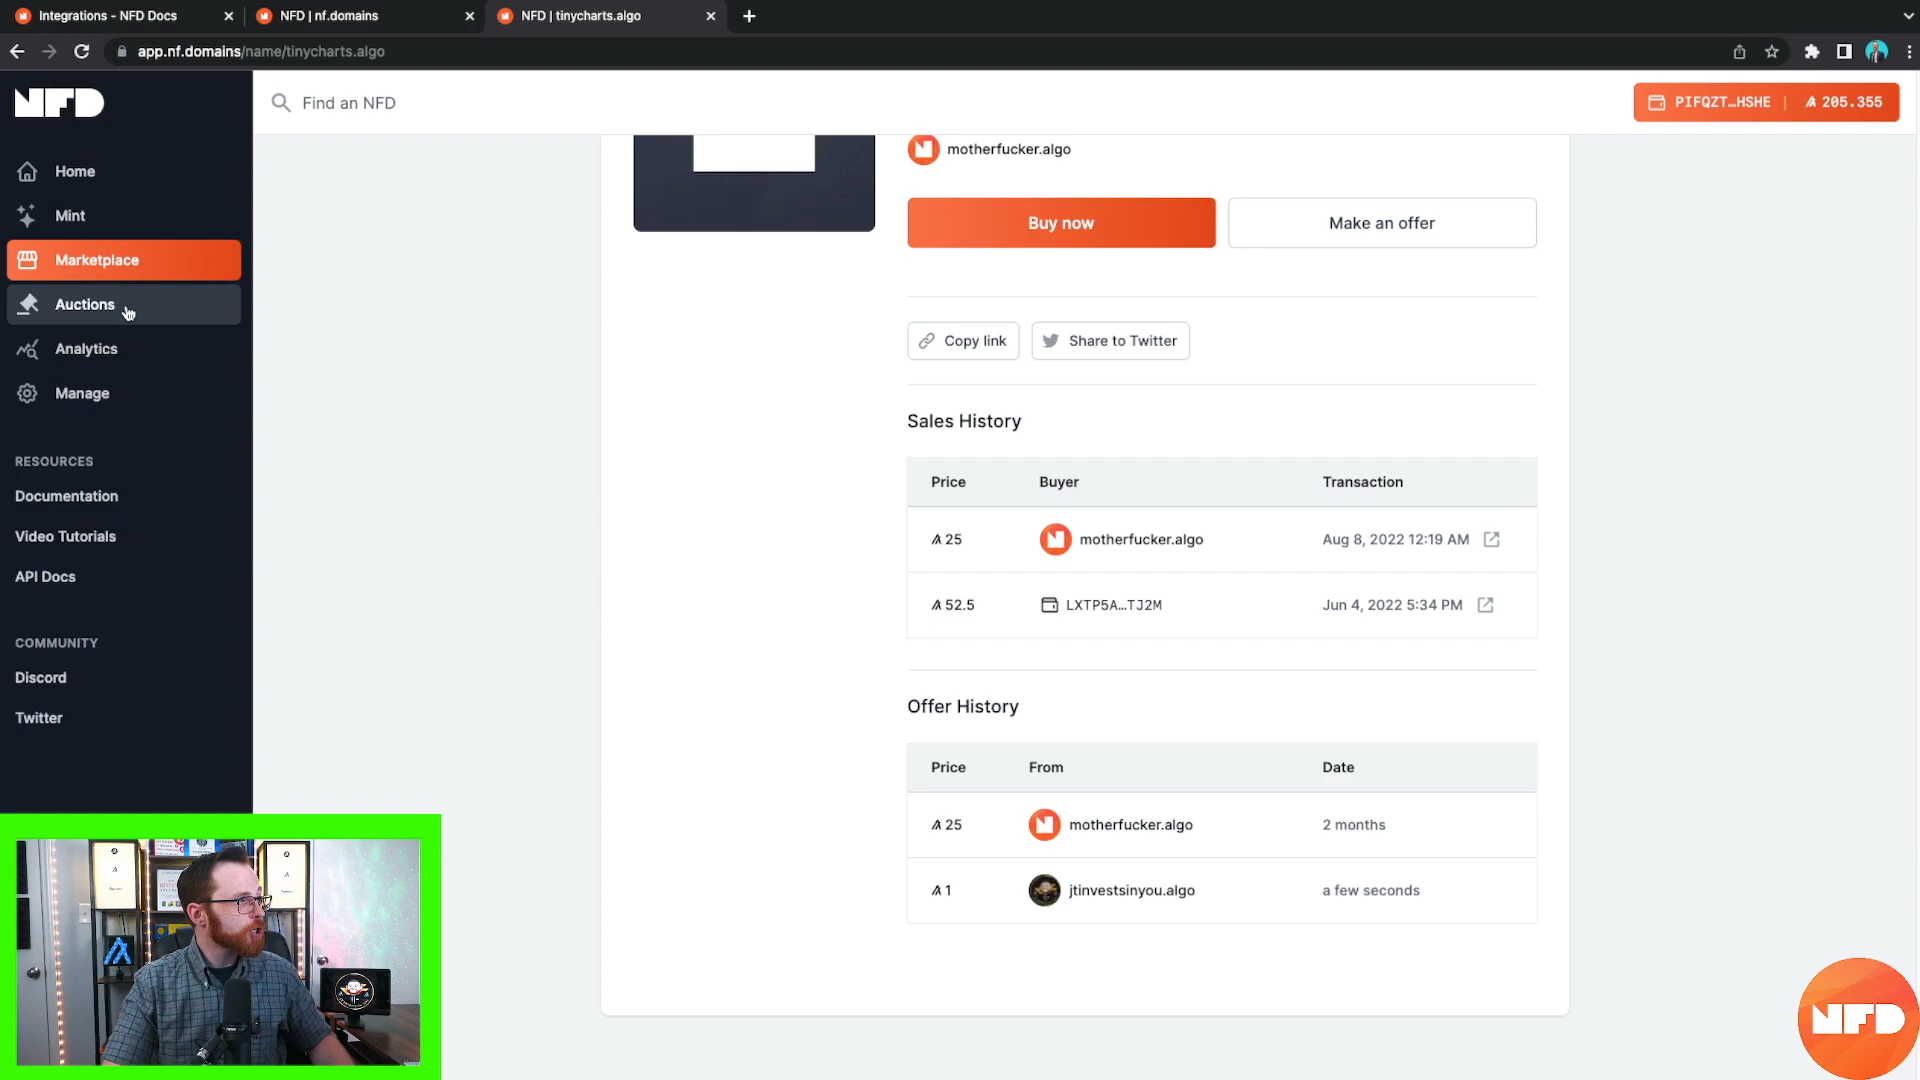 Integrations - NFD Docs
NFD | nf.domains
NFD | tinycharts.algo
app.nf.domains/name/tinycharts.algo
NFD
Find an NFD
PIFQZT…HSHE | 205.355
Home
Mint
Marketplace
Auctions
Analytics
Manage
RESOURCES
Documentation
Video Tutorials
API Docs
COMMUNITY
Discord
Twitter
motherfucker.algo
Buy now
Make an offer
Copy link
Share to Twitter
Sales History
Price Buyer Transaction
25 motherfucker.algo Aug 8, 2022 12:19 AM
52.5 LXTP5A…TJ2M Jun 4, 2022 5:34 PM
Offer History
Price From Date
25 motherfucker.algo 2 months
1 jtinvestsinyou.algo a few seconds
NFD